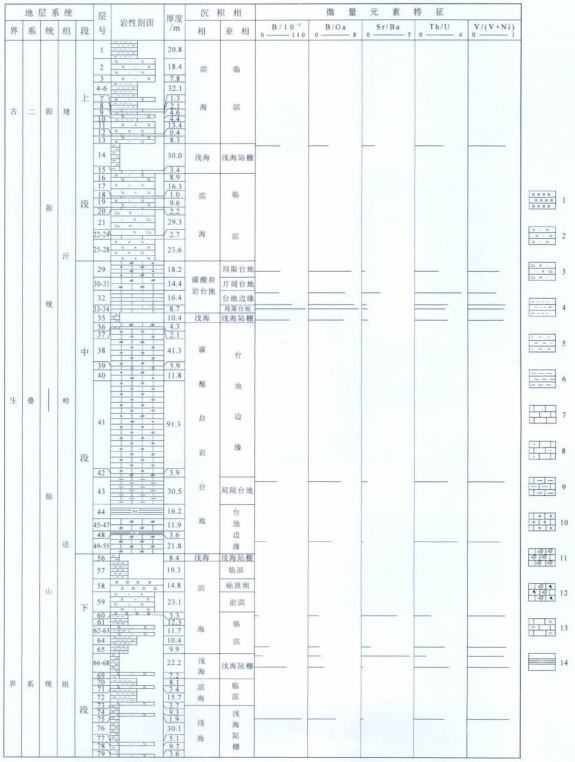 地层系统 层号 岩性剖面 厚度/m 沉积相 微量元素特征
界 系 统 组 段 相 亚相 B/10⁻⁶ B/Ga Sr/Ba Th/U V/(V+Ni)
0 110 0 8 0 5 0 4 0 1
古生界
二叠系
阳新统—船山统
埋汗哈达组
上段
中段
下段
1 20.8
2 18.4
3 7.8
4-6 32.1
7 1.3
8 2.1
9 4.6
10 4.4
11 13.4
12 0.4
13 8.3
滨海 临滨
14 30.0 浅海 浅海陆棚
15 3.4
16 8.9
17 16.3
18 1.0
19 9.6
20 2.2
21 29.3
22-24 2.7
25-28 23.6
滨海 临滨
29 18.2 碳酸盐岩台地 局限台地
30-31 14.4 开阔台地
32 16.4 台地边缘
33-34 8.7 局限台地
35 10.4 浅海 浅海陆棚
36 4.3
37 2.1
38 41.3
39 5.9
40 11.8
41 91.3
42 3.9
碳酸盐岩台地 台地边缘
43 30.5 局限台地
44 16.2
45-47 11.9
48 3.6
49-55 21.8
台地边缘
56 8.4 浅海 浅海陆棚
57 19.3 滨海 临滨
58 14.8 砾质坝
59 23.1 前滨
60 3.3
61 12.3
62-63 11.7
64 10.4
65 9.9
临滨
66-68 22.2 浅海 浅海陆棚
69 7.2
70 8.1
71 3.4
72 15.7
滨海 临滨
73 3.7
74 9.3
75 1.9
76 30.1
77 5.1
78 9.7
79 3.6
浅海 浅海陆棚
1
2
3
4
5
6
7
8
9
10
11
12
13
14